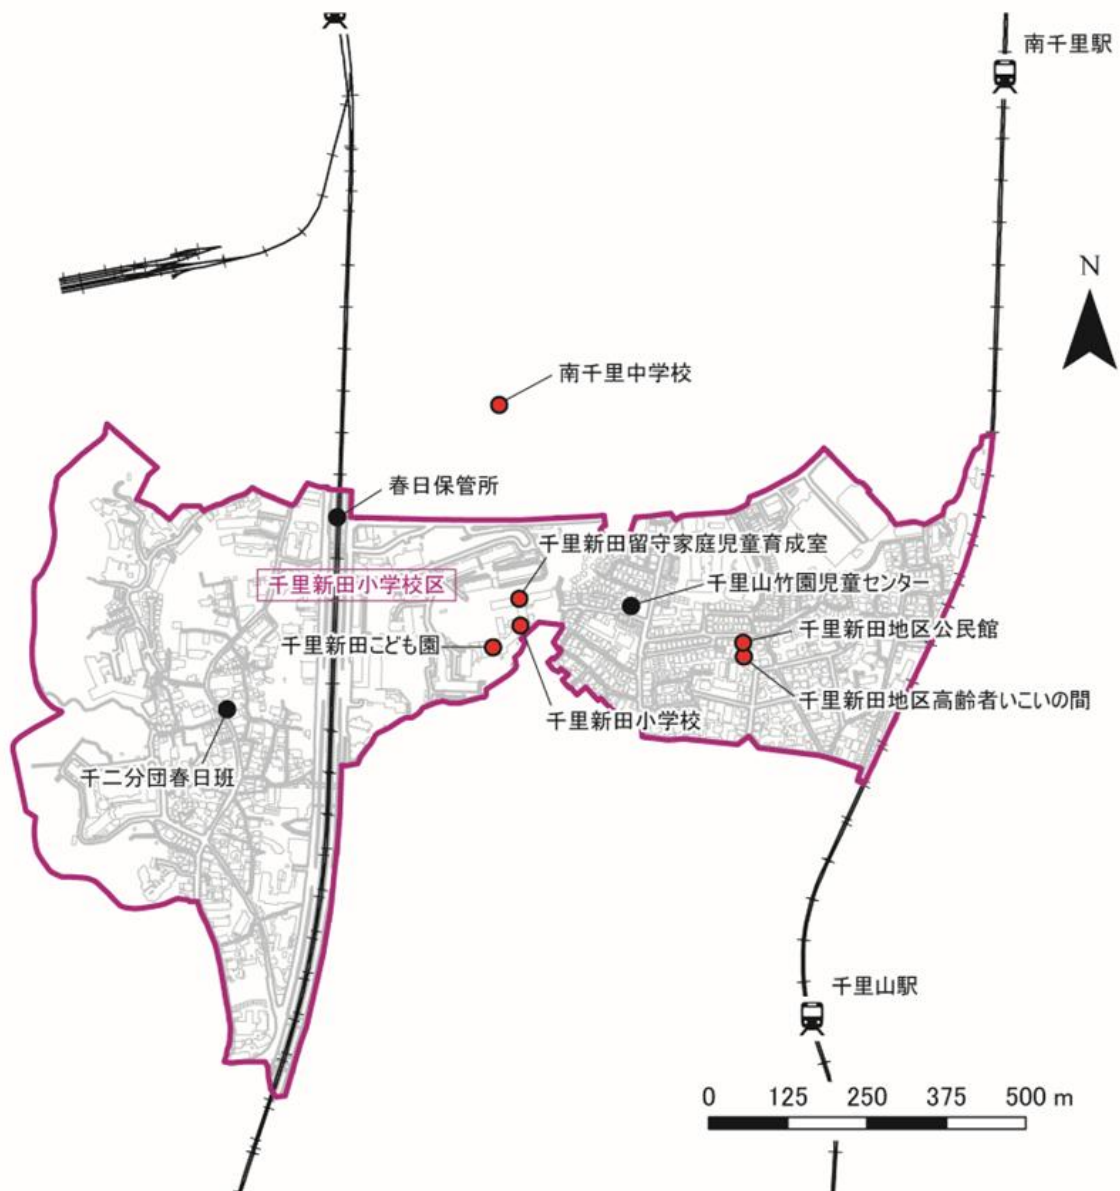 南千里駅
N
南千里中学校
春日保管所
千里新田留守家庭児童育成室
千里新田小学校区
千里山竹園児童センター
千里新田地区公民館
千里新田こども園
千里新田地区高齢者いこいの間
千里新田小学校
千二分団春日班
千里山駅
0 125 250 375 500 m